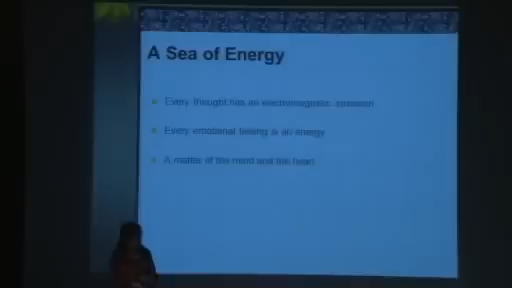 A Sea of Energy
Every thought has an electromagnetic
Every emotional feeling is an energy
A matter of the mind and the heart